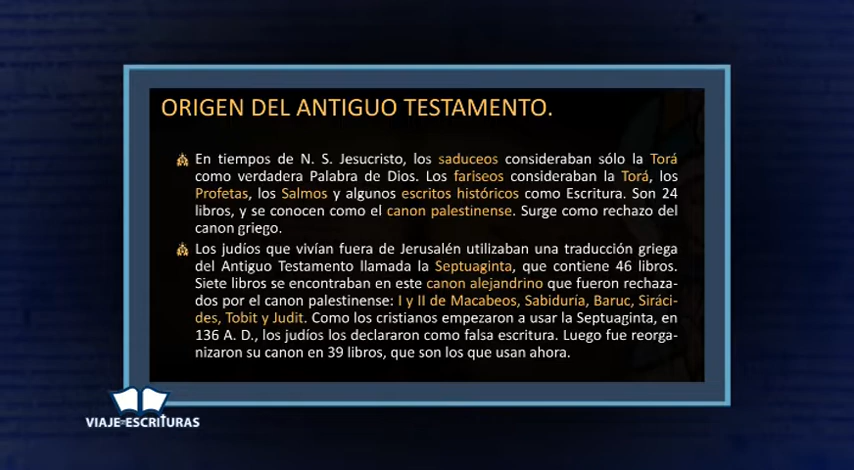 ORIGEN DEL ANTIGUO TESTAMENTO.
En tiempos de N. S. Jesucristo, los saduceos consideraban sólo la Torá
como verdadera Palabra de Dios. Los fariseos consideraban la Torá, los
Profetas, los Salmos y algunos escritos históricos como Escritura. Son 24
libros, y se conocen como el canon palestinense. Surge como rechazo del
canon griego.
Los judíos que vivían fuera de Jerusalén utilizaban una traducción griega
del Antiguo Testamento llamada la Septuaginta, que contiene 46 libros.
Siete libros se encontraban en este canon alejandrino que fueron rechaza-
dos por el canon palestinense: I y II de Macabeos, Sabiduría, Baruc, Siráci-
des, Tobit y Judit. Como los cristianos empezaron a usar la Septuaginta, en
136 A. D., los judíos los declararon como falsa escritura. Luego fue reorga-
nizaron su canon en 39 libros, que son los que usan ahora.
VIAJE ESCRITURAS